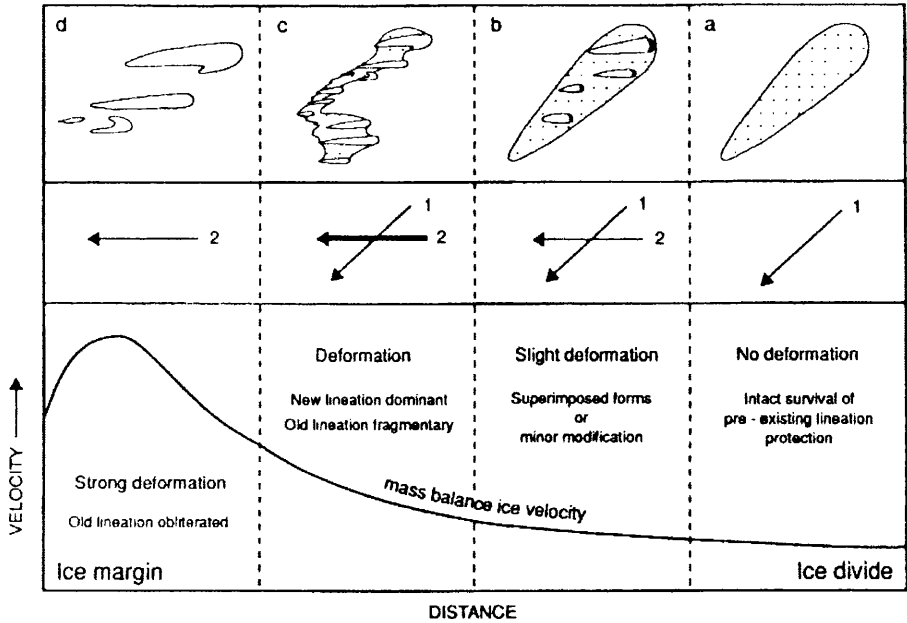 d
c
b
a
2
1
2
1
2
1
Deformation
New lineation dominant
Old lineation fragmentary
Slight deformation
Superimposed forms
or
minor modification
No deformation
Intact survival of
pre - existing lineation
protection
Strong deformation
Old lineation obliterated
mass balance ice velocity
VELOCITY
Ice margin
Ice divide
DISTANCE